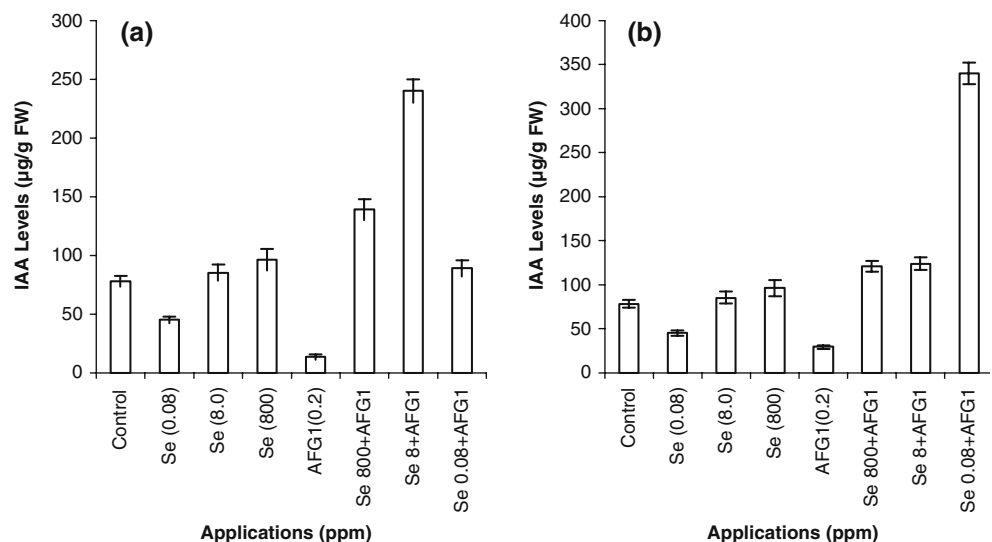 (a)
IAA Levels (µg/g FW)
300
250
200
150
100
50
0
Control
Se (0.08)
Se (8.0)
Se (800)
AFG1(0.2)
Se 800+AFG1
Se 8+AFG1
Se 0.08+AFG1
Applications (ppm)
(b)
IAA Levels (µg/g FW)
400
350
300
250
200
150
100
50
0
Control
Se (0.08)
Se (8.0)
Se (800)
AFG1(0.2)
Se 800+AFG1
Se 8+AFG1
Se 0.08+AFG1
Applications (ppm)